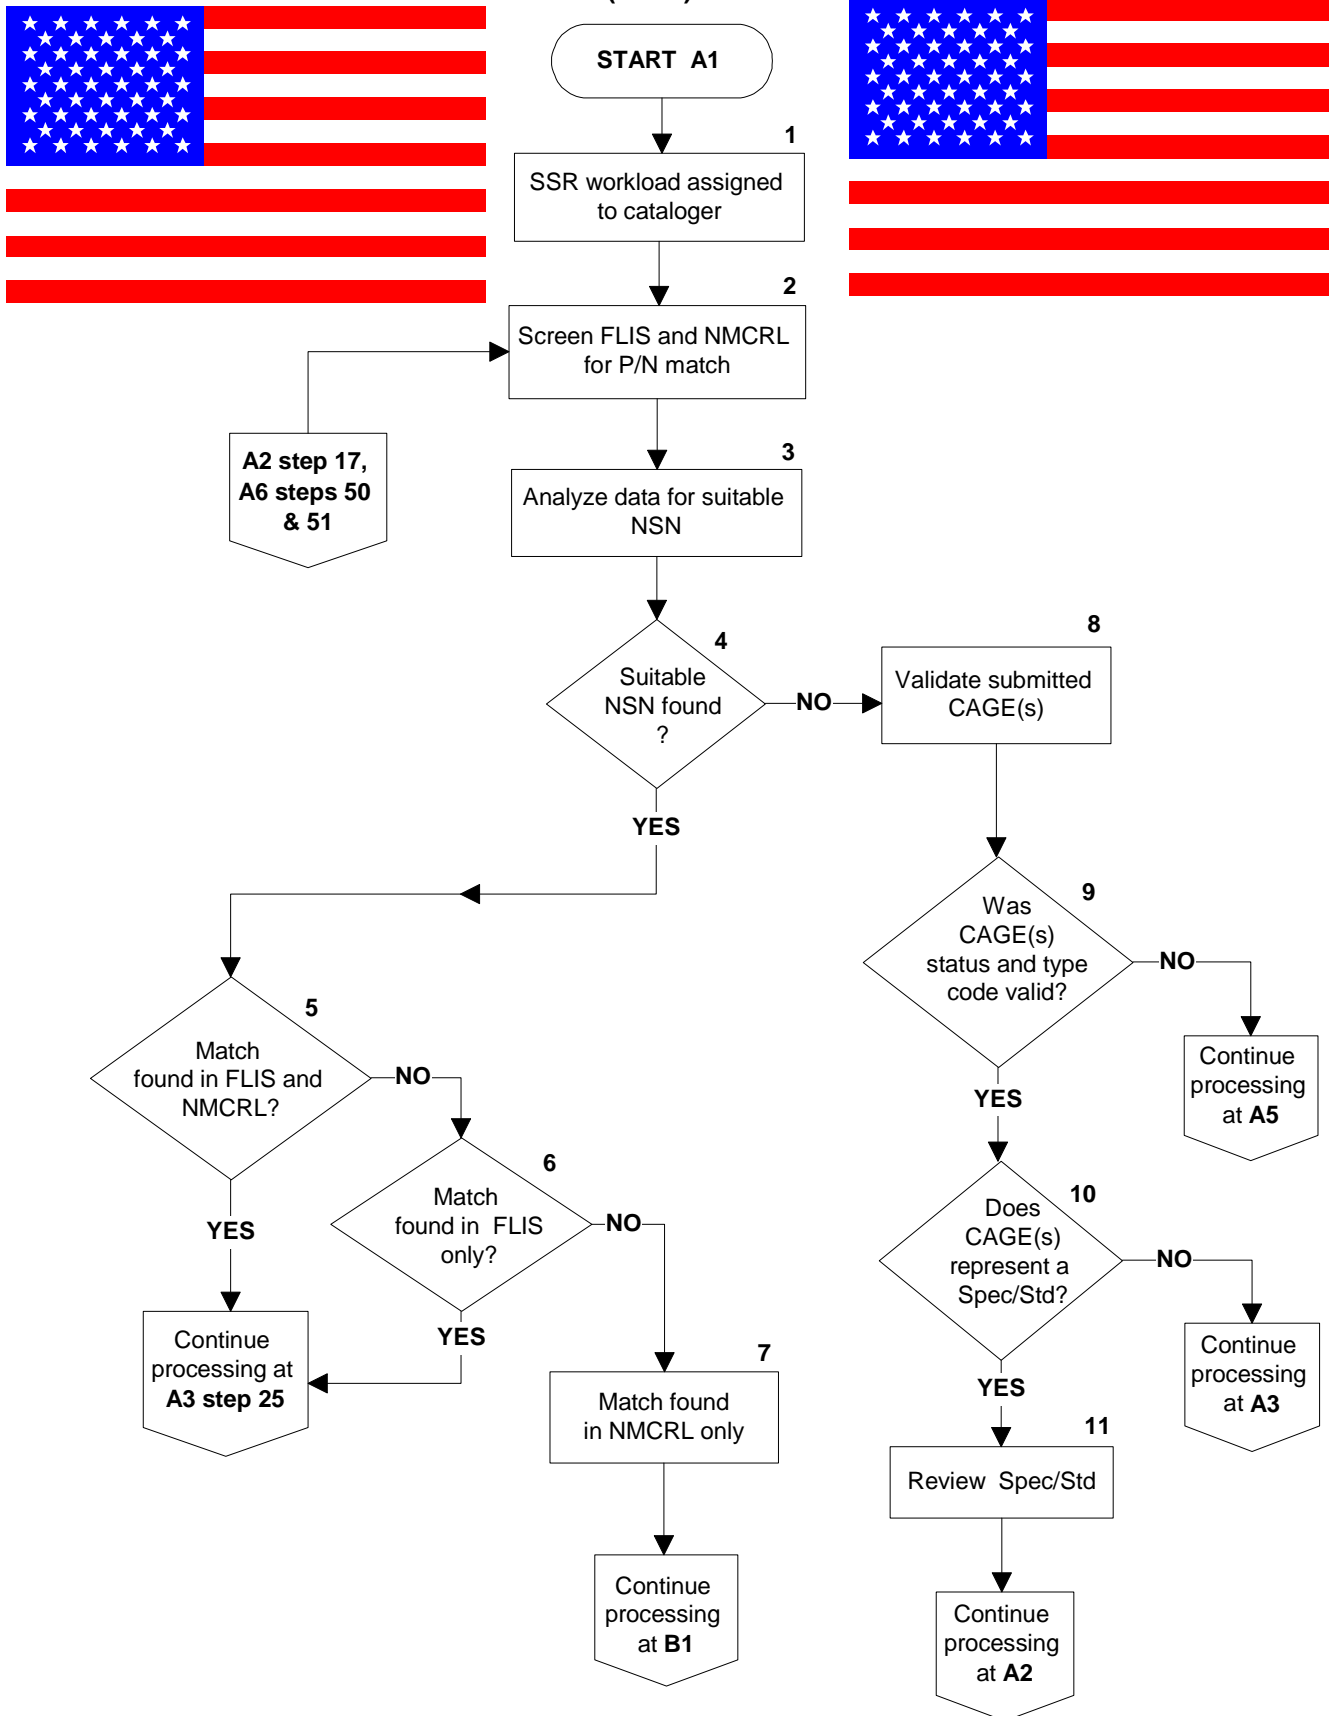 START A1
1
SSR workload assigned
to cataloger
2
Screen FLIS and NMCRL
for P/N match
A2 step 17,
A6 steps 50
& 51
3
Analyze data for suitable
NSN
4
Suitable
NSN found
?
NO
YES
8
Validate submitted
CAGE(s)
9
Was
CAGE(s)
status and type
code valid?
NO
YES
Continue
processing
at A5
5
Match
found in FLIS and
NMCRL?
NO
YES
6
Match
found in FLIS
only?
NO
YES
Continue
processing at
A3 step 25
7
Match found
in NMCRL only
Continue
processing
at B1
10
Does
CAGE(s)
represent a
Spec/Std?
NO
YES
Continue
processing
at A3
11
Review Spec/Std
Continue
processing
at A2